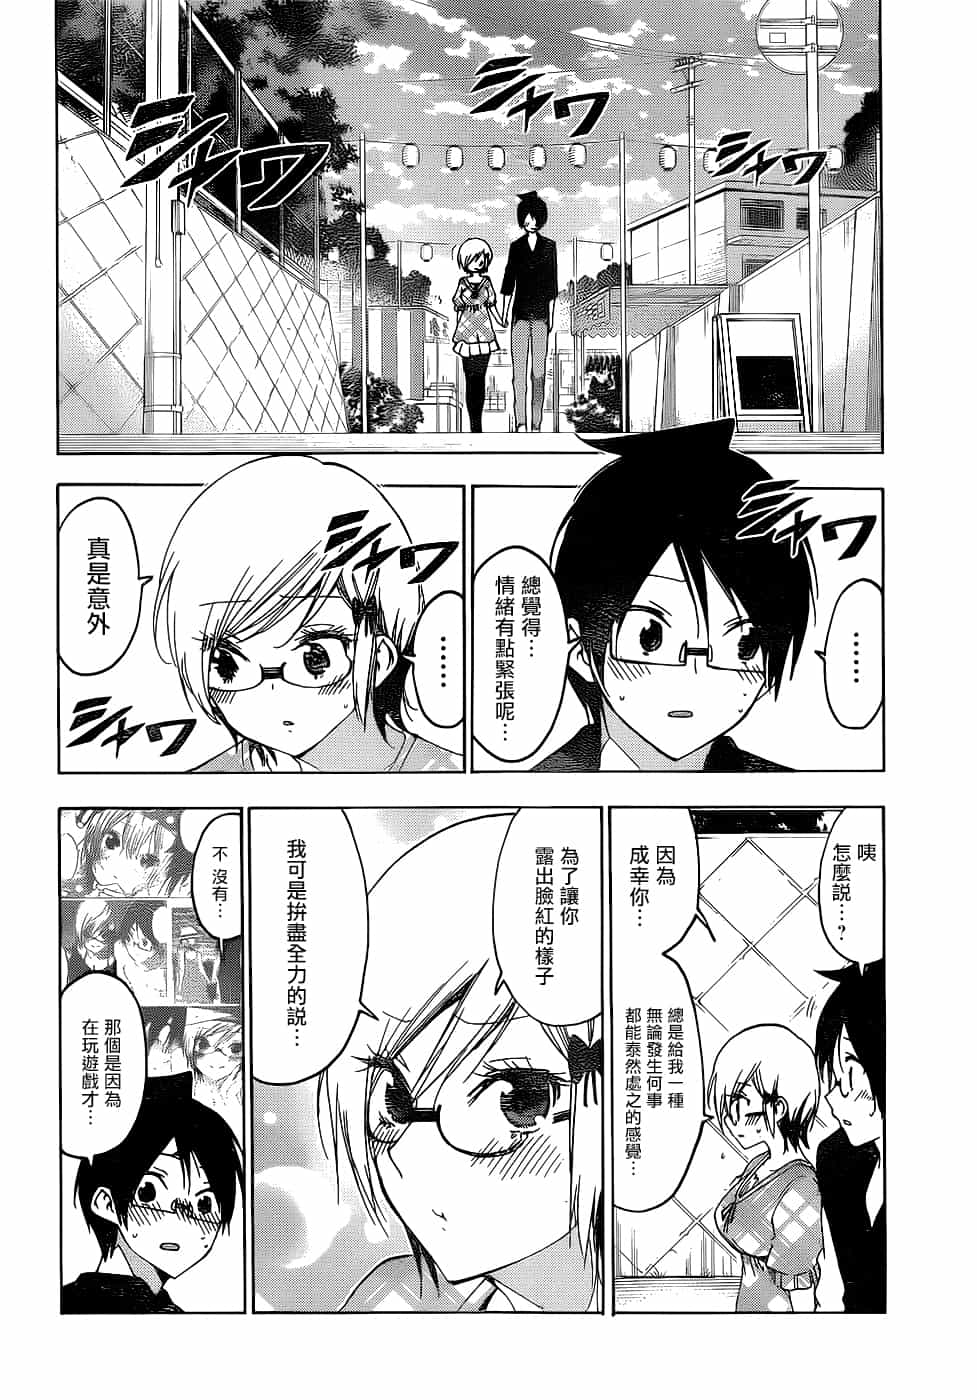 シャワ
シャワ
シャワ
シャワ
……
總覺得…
情緒有點緊張呢…
シャワ
……
シャワ
真是意外
咦
怎麼說…?
因為
成幸你…
總是給我一種
無論發生何事
都能泰然處之的感覺…
為了讓你
露出臉紅的樣子
我可是拚盡全力的說…
不 沒有…
那個是因為
在玩遊戲才…